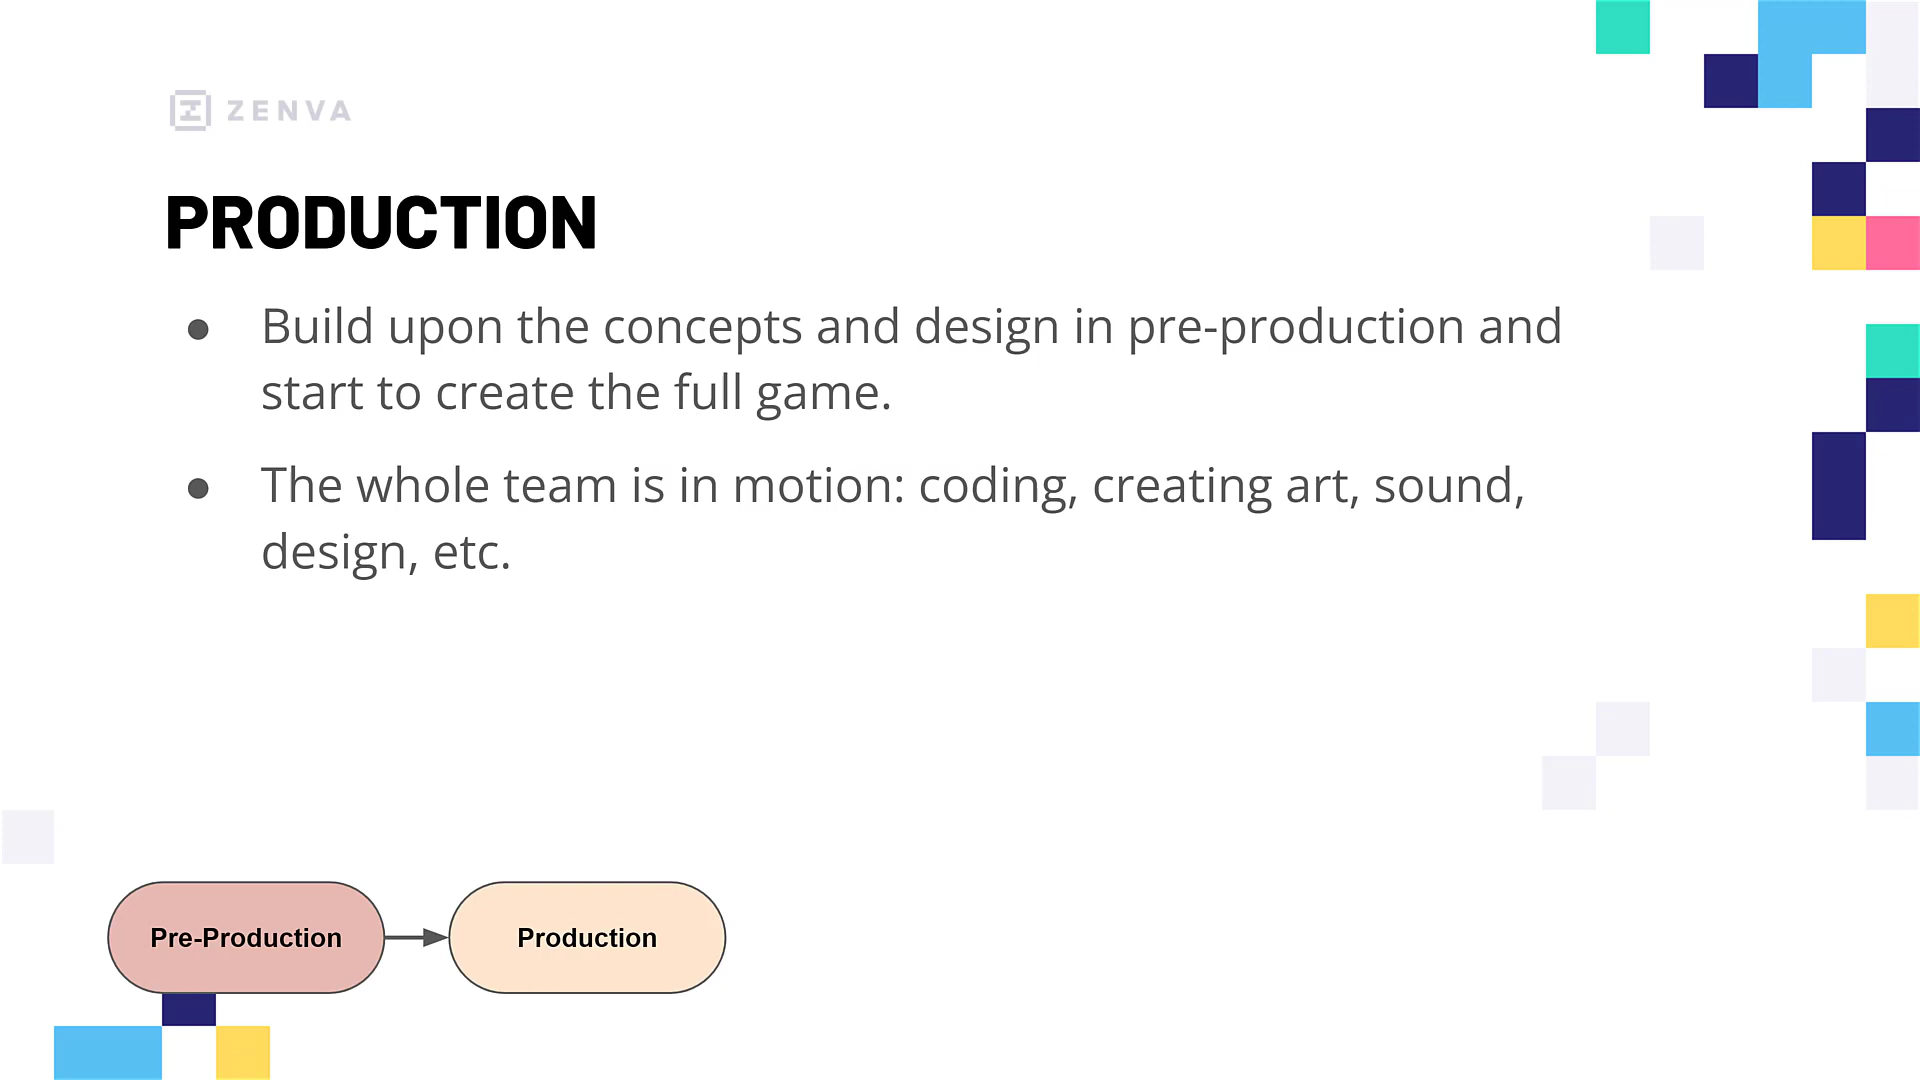 ZENVA
PRODUCTION
● Build upon the concepts and design in pre-production and
start to create the full game.
● The whole team is in motion: coding, creating art, sound,
design, etc.
Pre-Production
Production